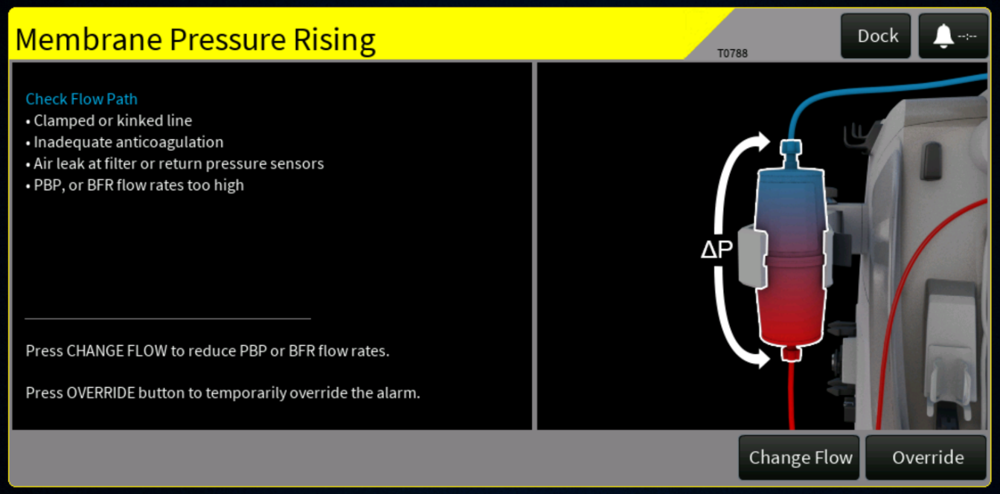 Membrane Pressure Rising
T0788
Dock
--:--
Check Flow Path
• Clamped or kinked line
• Inadequate anticoagulation
• Air leak at filter or return pressure sensors
• PBP, or BFR flow rates too high
ΔP
Press CHANGE FLOW to reduce PBP or BFR flow rates.
Press OVERRIDE button to temporarily override the alarm.
Change Flow
Override